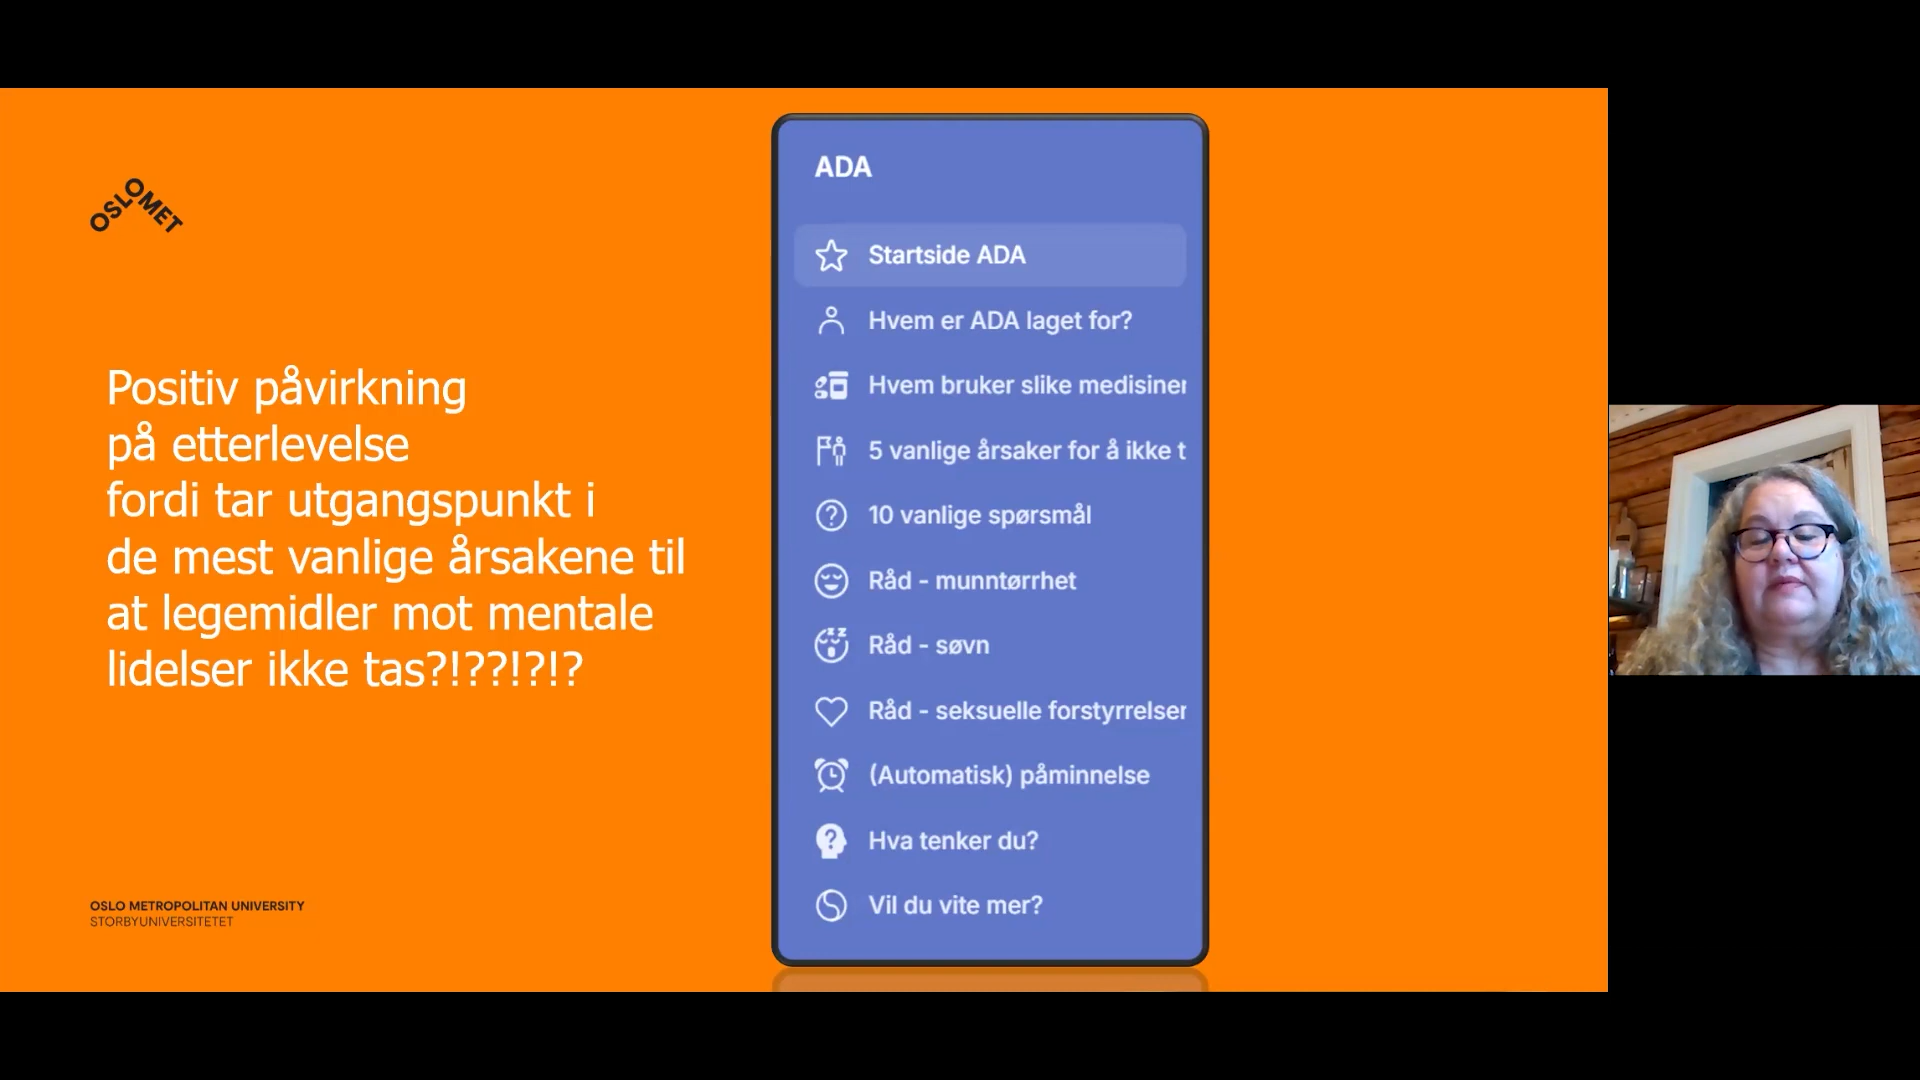 OSLOMET
Positiv påvirkning
på etterlevelse
fordi tar utgangspunkt i
de mest vanlige årsakene til
at legemidler mot mentale
lidelser ikke tas?!??!?!?
OSLO METROPOLITAN UNIVERSITY
STORBYUNIVERSITETET
ADA
Startside ADA
Hvem er ADA laget for?
Hvem bruker slike medisiner
5 vanlige årsaker for å ikke t
10 vanlige spørsmål
Råd - munntørrhet
Råd - søvn
Råd - seksuelle forstyrrelser
(Automatisk) påminnelse
Hva tenker du?
Vil du vite mer?